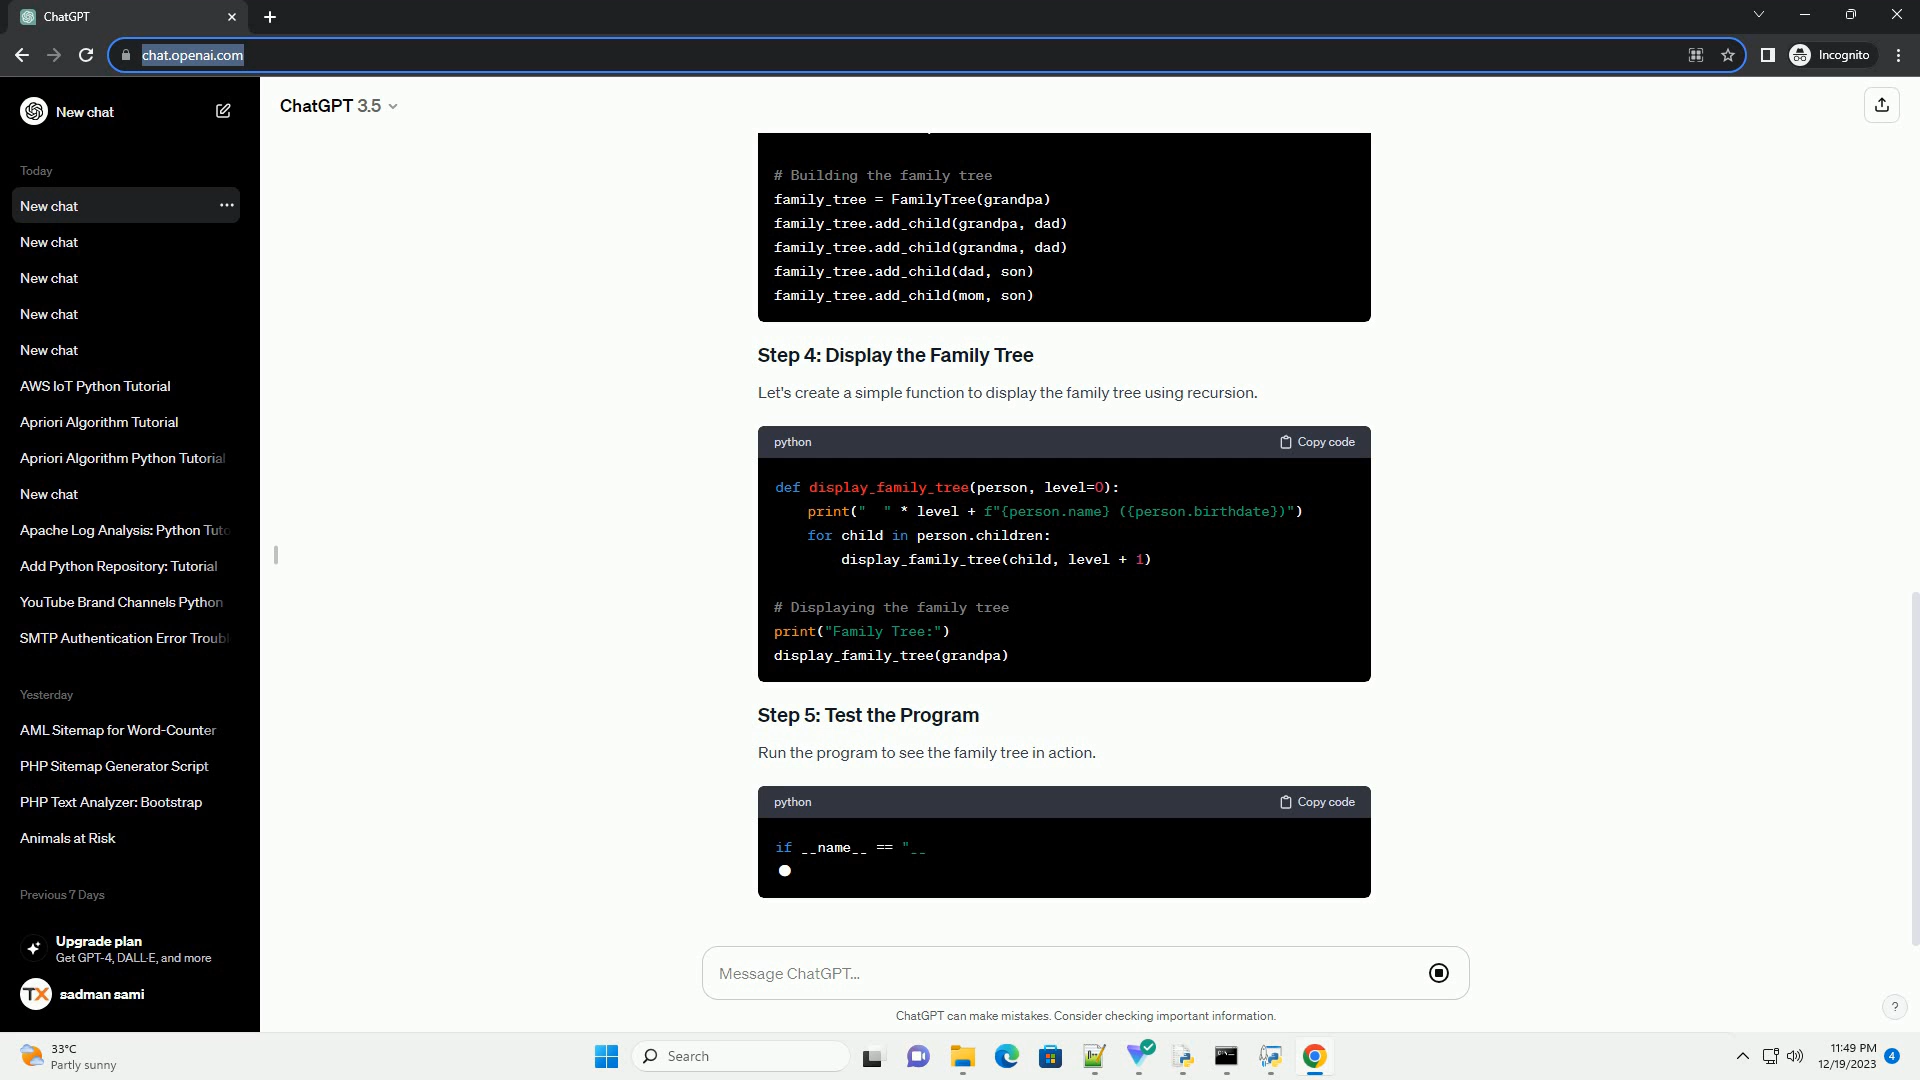 ChatGPT
chat.openai.com
Incognito
New chat
Today
New chat
New chat
New chat
New chat
New chat
AWS IoT Python Tutorial
Apriori Algorithm Tutorial
Apriori Algorithm Python Tutorial
New chat
Apache Log Analysis: Python Tuto
Add Python Repository: Tutorial
YouTube Brand Channels Python
SMTP Authentication Error Troubl
Yesterday
AML Sitemap for Word-Counter
PHP Sitemap Generator Script
PHP Text Analyzer: Bootstrap
Animals at Risk
Previous 7 Days
Upgrade plan
Get GPT-4, DALL·E, and more
TX sadman sami
ChatGPT 3.5
# Building the family tree
family_tree = FamilyTree(grandpa)
family_tree.add_child(grandpa, dad)
family_tree.add_child(grandma, dad)
family_tree.add_child(dad, son)
family_tree.add_child(mom, son)
Step 4: Display the Family Tree
Let's create a simple function to display the family tree using recursion.
python Copy code
def display_family_tree(person, level=0):
print("  " * level + f"{person.name} ({person.birthdate})")
for child in person.children:
display_family_tree(child, level + 1)
# Displaying the family tree
print("Family Tree:")
display_family_tree(grandpa)
Step 5: Test the Program
Run the program to see the family tree in action.
python Copy code
if __name__ == "__
Message ChatGPT...
ChatGPT can make mistakes. Consider checking important information.
?
33°C
Partly sunny
Search
11:49 PM
12/19/2023
4